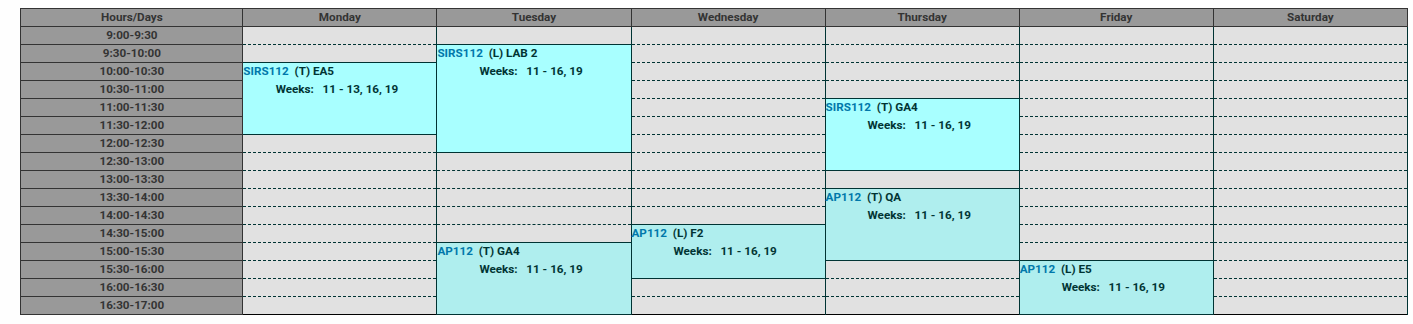 Hours/Days Monday Tuesday Wednesday Thursday Friday Saturday
9:00-9:30
9:30-10:00 SIRS112 (L) LAB 2
10:00-10:30 SIRS112 (T) EA5 Weeks: 11 - 16, 19
10:30-11:00 Weeks: 11 - 13, 16, 19
11:00-11:30 SIRS112 (T) GA4
11:30-12:00 Weeks: 11 - 16, 19
12:00-12:30
12:30-13:00
13:00-13:30
13:30-14:00 AP112 (T) QA
14:00-14:30 Weeks: 11 - 16, 19
14:30-15:00 AP112 (L) F2
15:00-15:30 AP112 (T) GA4 Weeks: 11 - 16, 19
15:30-16:00 Weeks: 11 - 16, 19 AP112 (L) E5
16:00-16:30 Weeks: 11 - 16, 19
16:30-17:00